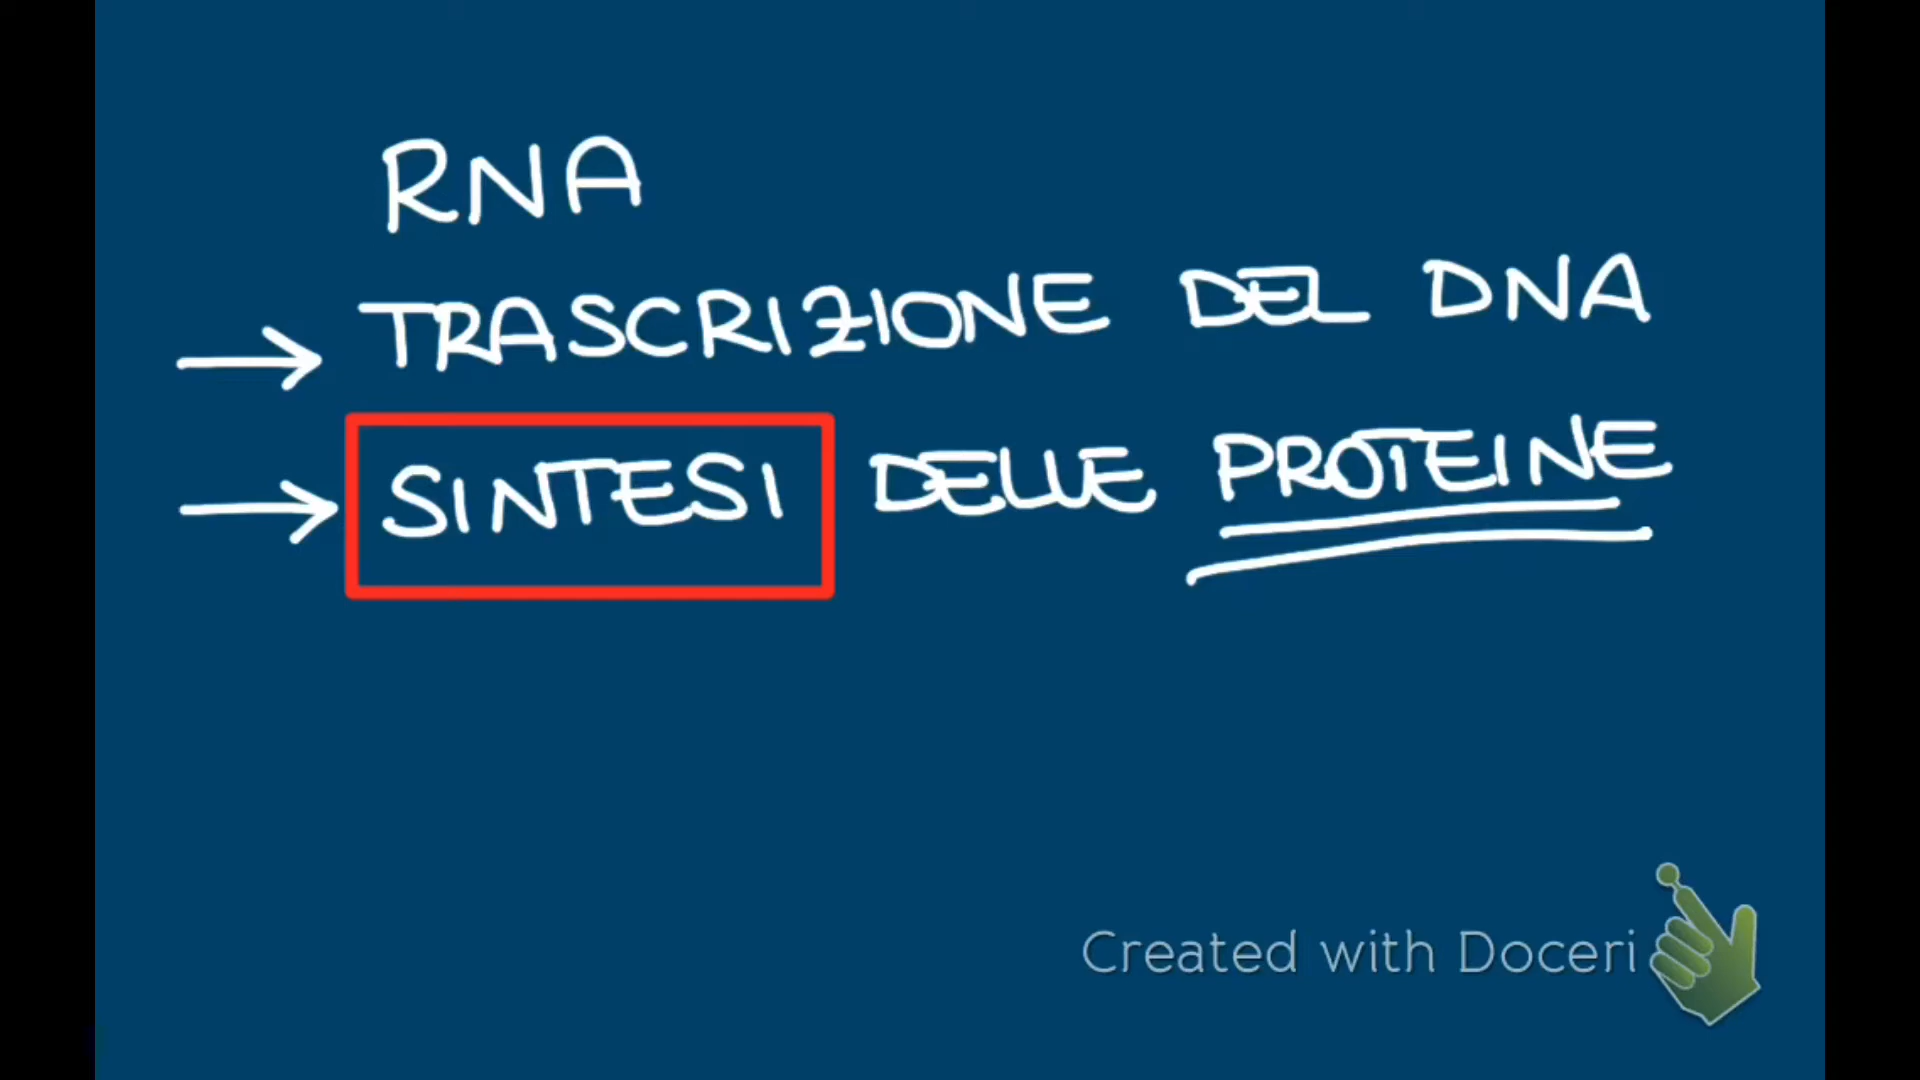 RNA
→ TRASCRIZIONE DEL DNA
→ SINTESI DELLE PROTEINE
Created with Doceri